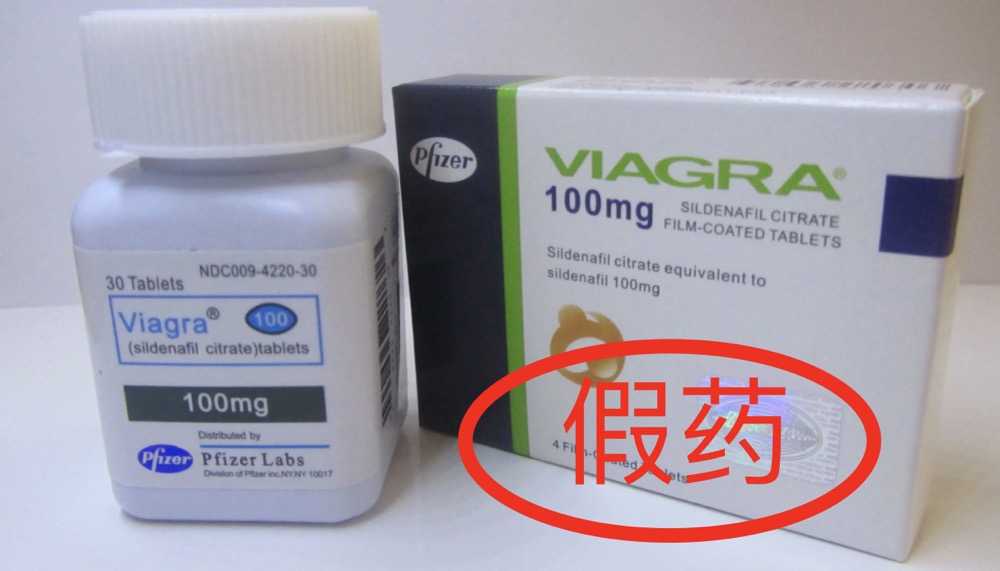 30 Tablets
NDC009-4220-30
Viagra® 100
(sildenafil citrate)tablets
100mg
Distributed by
Pfizer
Pfizer Labs
Division of Pfizer inc,NY,NY 10017
Pfizer
VIAGRA®
100mg
SILDENAFIL CITRATE
FILM-COATED TABLETS
Sildenafil citrate equivalent to
sildenafil 100mg
假药
4 Film-